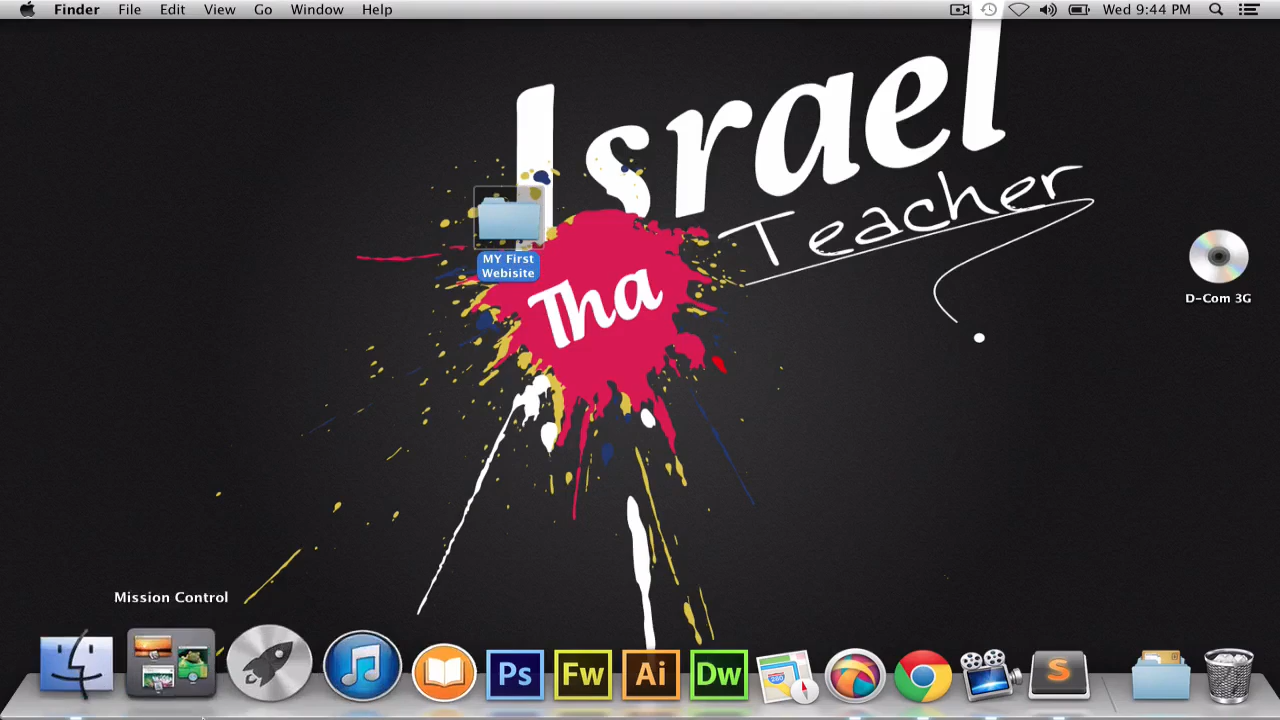 Finder File Edit View Go Window Help Wed 9:44 PM
Israel
Teacher
MY First
Webisite
Tha
D-Com 3G
Mission Control
Ps Fw Ai Dw 280 S